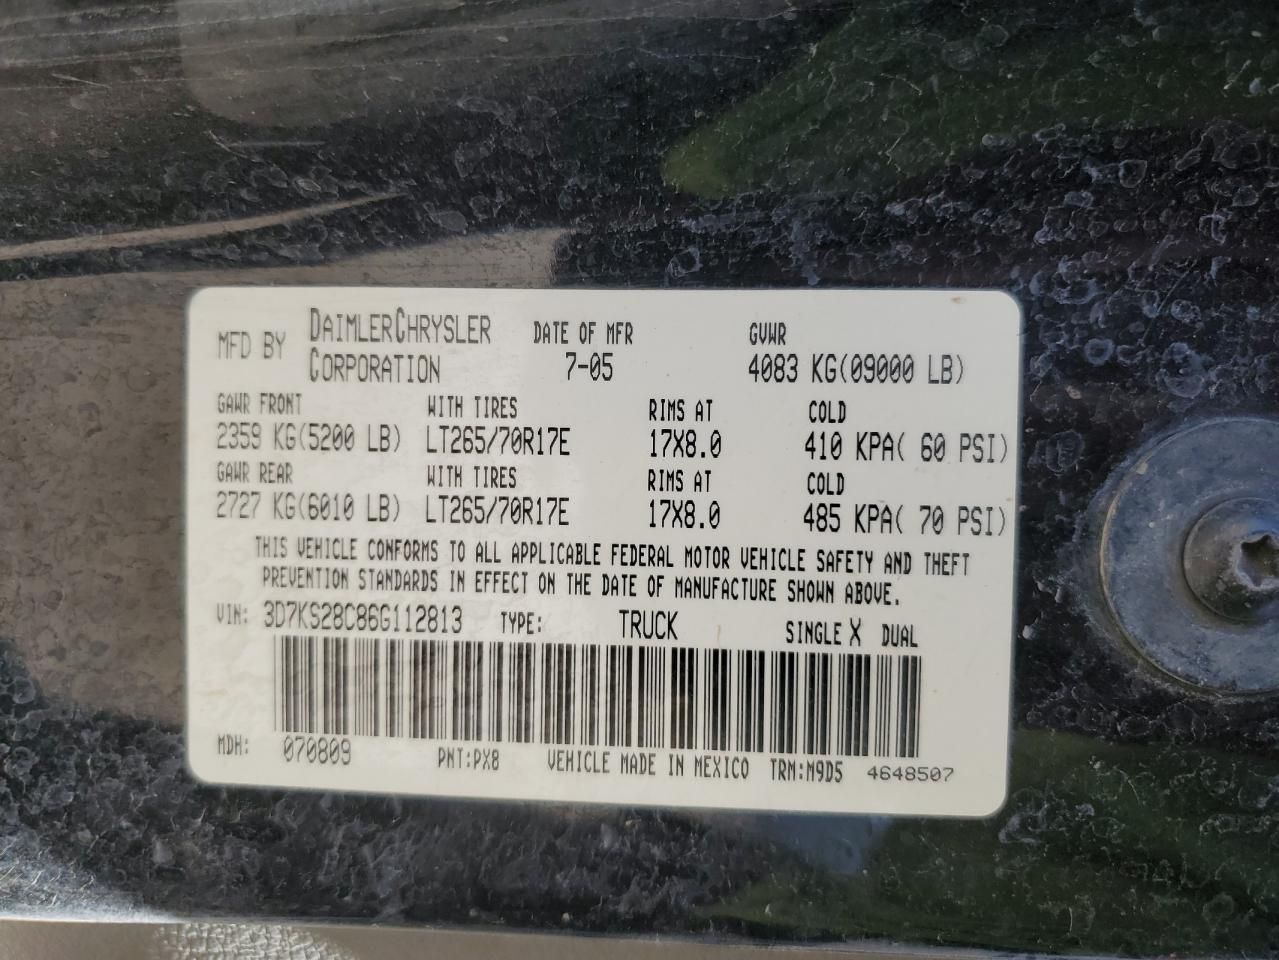 MFD BY DAIMLERCHRYSLER CORPORATION DATE OF MFR 7-05 GVWR 4083 KG(09000 LB)
GAWR FRONT WITH TIRES RIMS AT COLD
2359 KG(5200 LB) LT265/70R17E 17X8.0 410 KPA( 60 PSI)
GAWR REAR WITH TIRES RIMS AT COLD
2727 KG(6010 LB) LT265/70R17E 17X8.0 485 KPA( 70 PSI)
THIS VEHICLE CONFORMS TO ALL APPLICABLE FEDERAL MOTOR VEHICLE SAFETY AND THEFT
PREVENTION STANDARDS IN EFFECT ON THE DATE OF MANUFACTURE SHOWN ABOVE.
VIN: 3D7KS28C86G112813 TYPE: TRUCK SINGLE X DUAL
MDH: 070809 PNT:PX8 VEHICLE MADE IN MEXICO TRM:M9D5 4648507